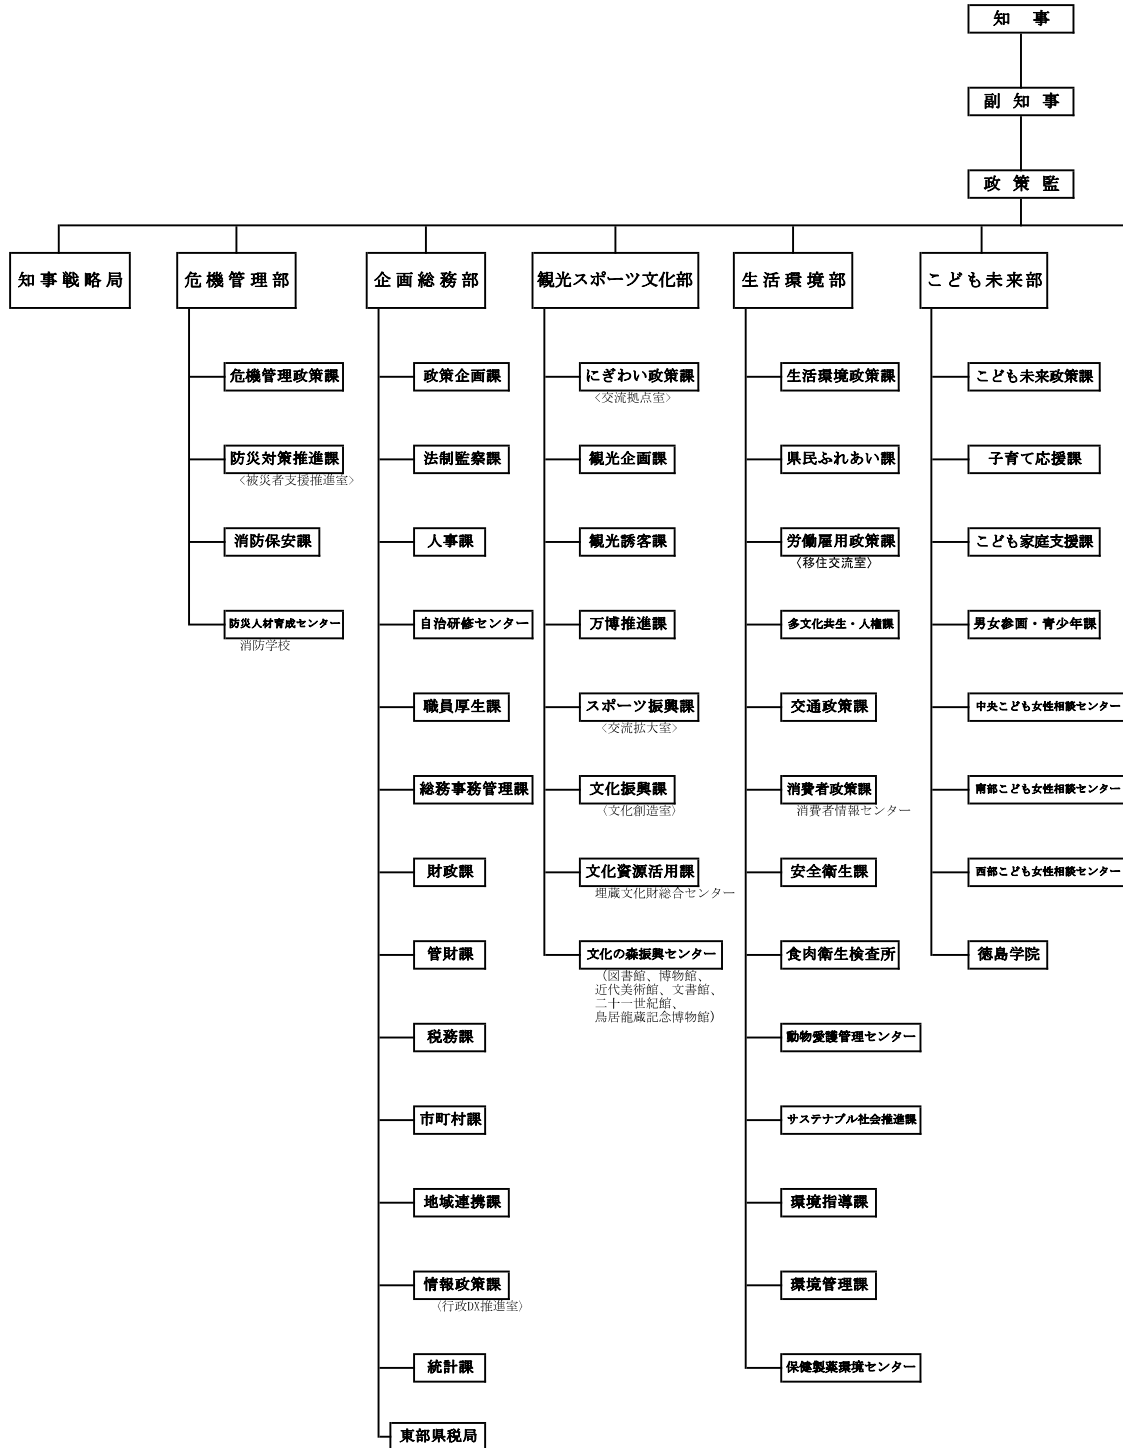 知 事
副 知 事
政 策 監
知事戦略局
危機管理部
危機管理政策課
防災対策推進課
〈被災者支援推進室〉
消防保安課
防災人材育成センター
消防学校
企画総務部
政策企画課
法制監察課
人事課
自治研修センター
職員厚生課
総務事務管理課
財政課
管財課
税務課
市町村課
地域連携課
情報政策課
〈行政DX推進室〉
統計課
東部県税局
観光スポーツ文化部
にぎわい政策課
〈交流拠点室〉
観光企画課
観光誘客課
万博推進課
スポーツ振興課
〈交流拡大室〉
文化振興課
〈文化創造室〉
文化資源活用課
埋蔵文化財総合センター
文化の森振興センター
(図書館、博物館、
近代美術館、文書館、
二十一世紀館、
鳥居龍蔵記念博物館)
生活環境部
生活環境政策課
県民ふれあい課
労働雇用政策課
〈移住交流室〉
多文化共生・人権課
交通政策課
消費者政策課
消費者情報センター
安全衛生課
食肉衛生検査所
動物愛護管理センター
サステナブル社会推進課
環境指導課
環境管理課
保健製薬環境センター
こども未来部
こども未来政策課
子育て応援課
こども家庭支援課
男女参画・青少年課
中央こども女性相談センター
南部こども女性相談センター
西部こども女性相談センター
徳島学院